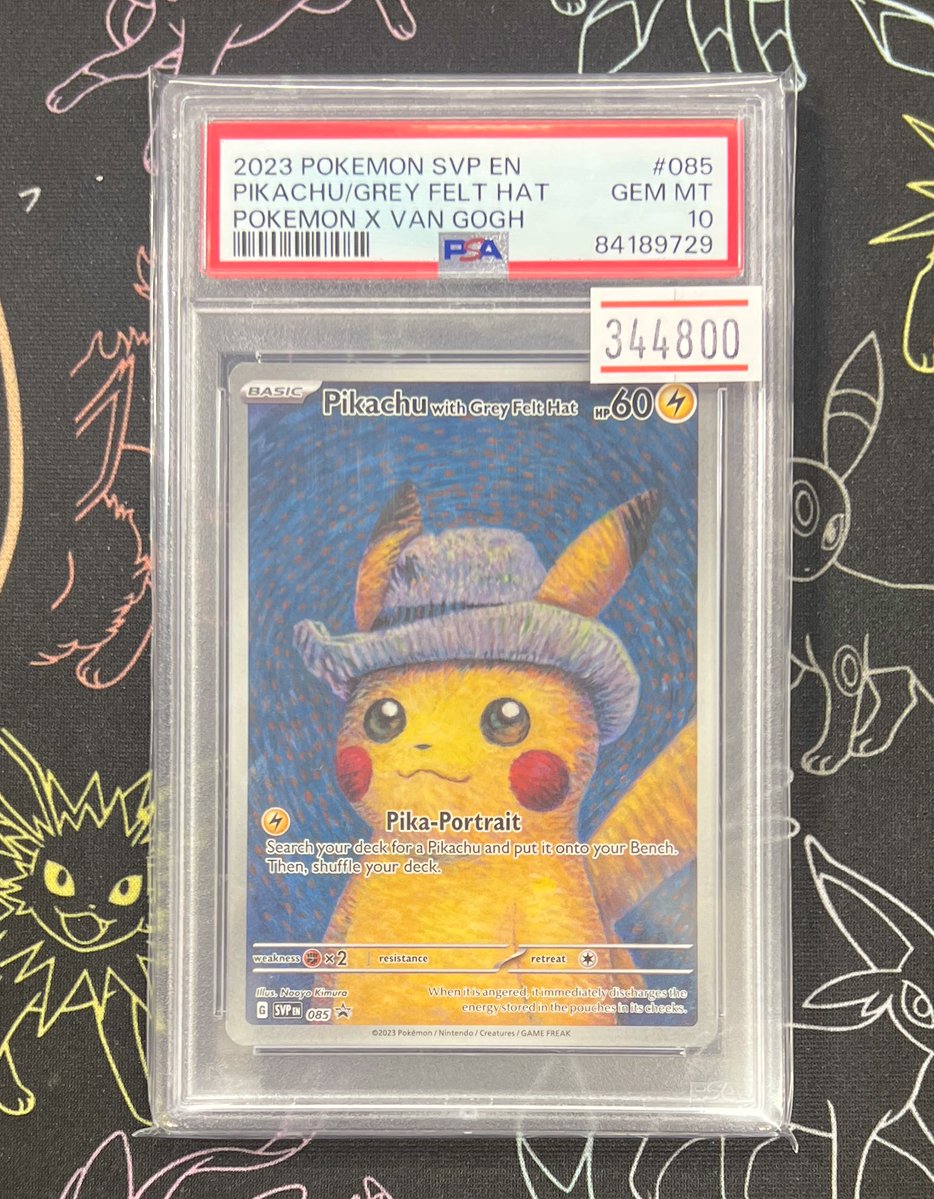 2023 POKEMON SVP EN #085
PIKACHU/GREY FELT HAT GEM MT
POKEMON X VAN GOGH 10
PSA 84189729
344800
BASIC Pikachu with Grey Felt Hat HP60
Pika-Portrait
Search your deck for a Pikachu and put it onto your Bench.
Then, shuffle your deck.
weakness ×2 resistance retreat
Illus. Naoyo Kimura When it is angered, it immediately discharges the
G SVP EN 085 energy stored in the pouches in its cheeks.
©2023 Pokémon / Nintendo / Creatures / GAME FREAK
PSA